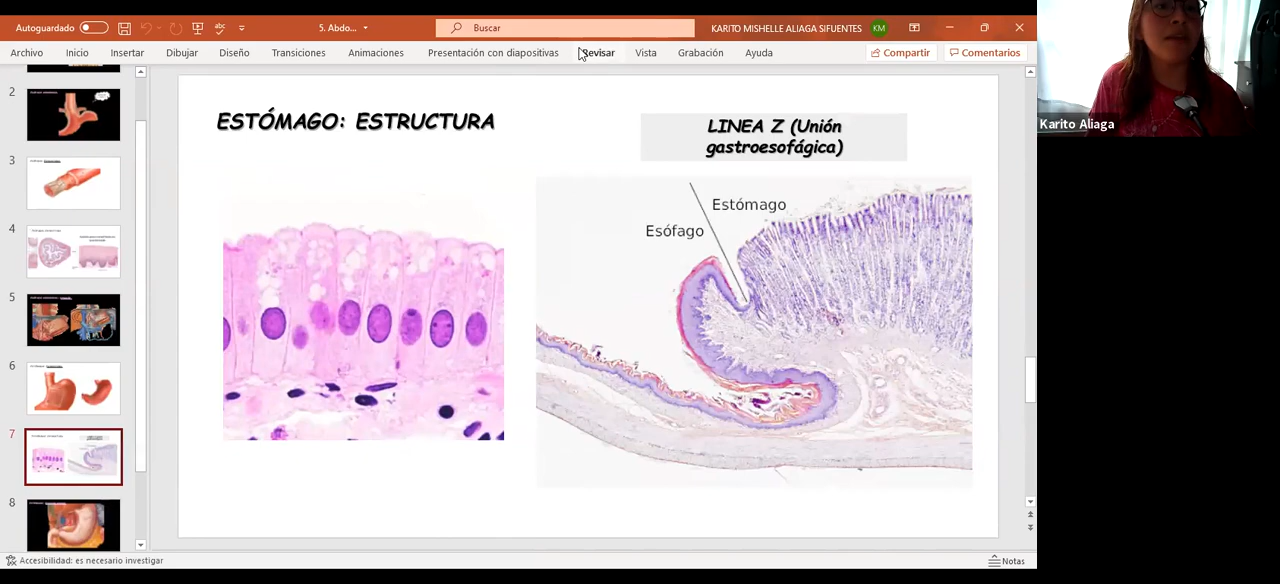 Autoguardado
5. Abdo...
Buscar
KARITO MISHELLE ALIAGA SIFUENTES
KM
Archivo
Inicio
Insertar
Dibujar
Diseño
Transiciones
Animaciones
Presentación con diapositivas
Revisar
Vista
Grabación
Ayuda
Compartir
Comentarios
Karito Aliaga
2
3
4
5
6
7
8
ESTÓMAGO: ESTRUCTURA
LINEA Z (Unión
gastroesofágica)
Estómago
Esófago
Accesibilidad: es necesario investigar
Notas